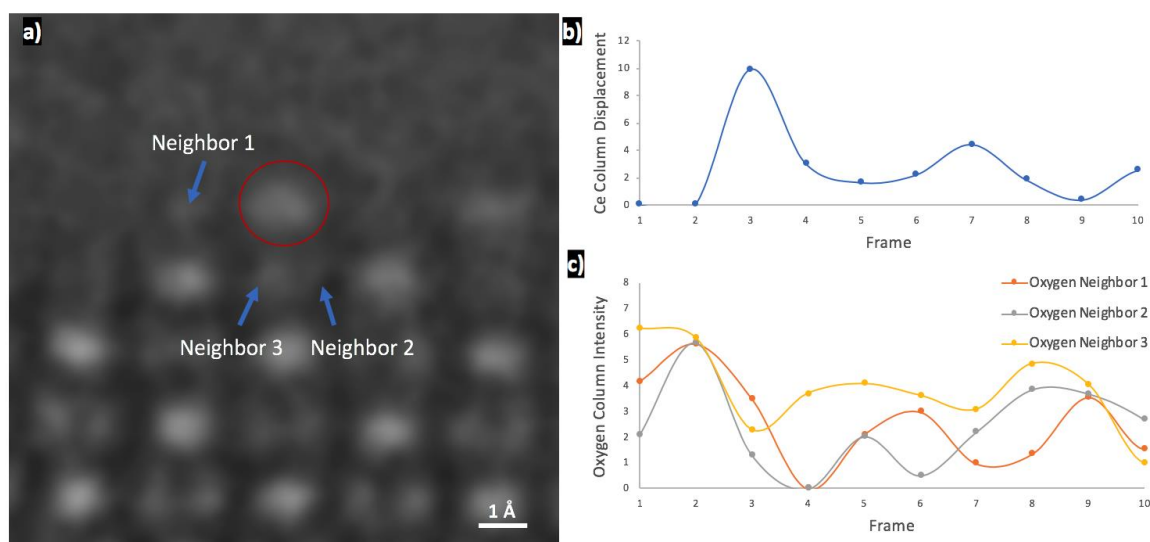 a)
Neighbor 1
Neighbor 3
Neighbor 2
1 Å
b)
Ce Column Displacement
12
10
8
6
4
2
0
1 2 3 4 5 6 7 8 9 10
Frame
c)
Oxygen Column Intensity
8
7
6
5
4
3
2
1
0
Oxygen Neighbor 1
Oxygen Neighbor 2
Oxygen Neighbor 3
1 2 3 4 5 6 7 8 9 10
Frame